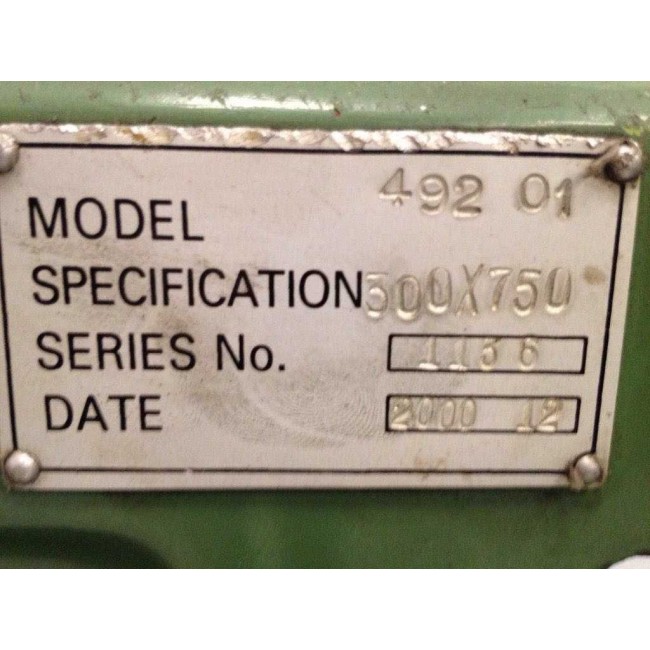 MODEL 492 01
SPECIFICATION 300X750
SERIES No. 1136
DATE 2000 12